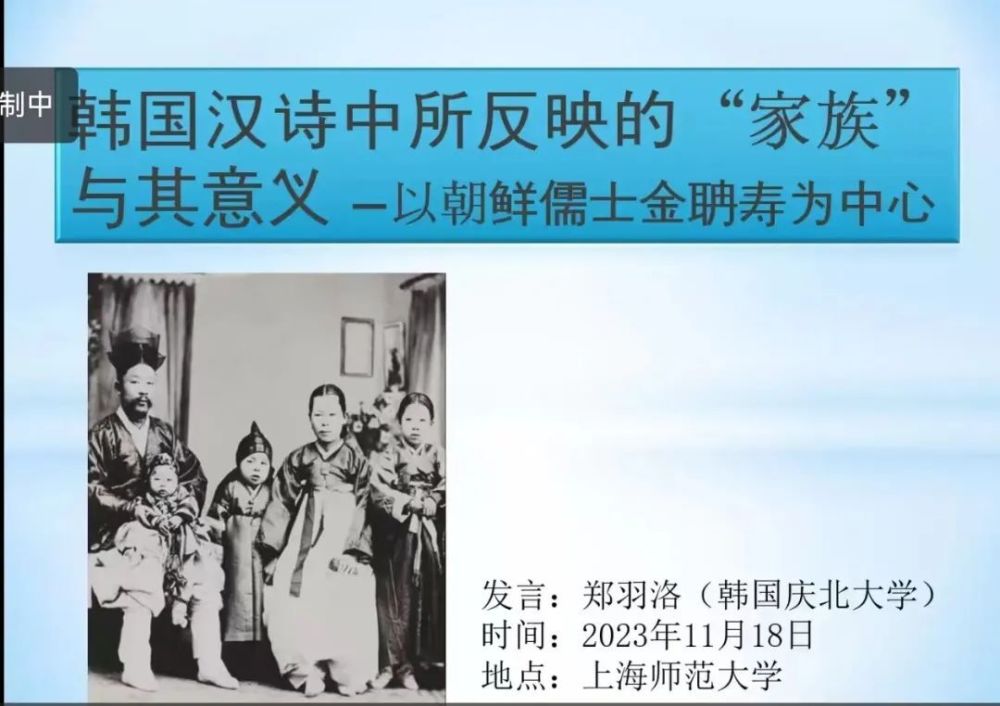 制中
韩国汉诗中所反映的“家族”
与其意义 –以朝鲜儒士金聃寿为中心
发言：郑羽洛（韩国庆北大学）
时间：2023年11月18日
地点：上海师范大学